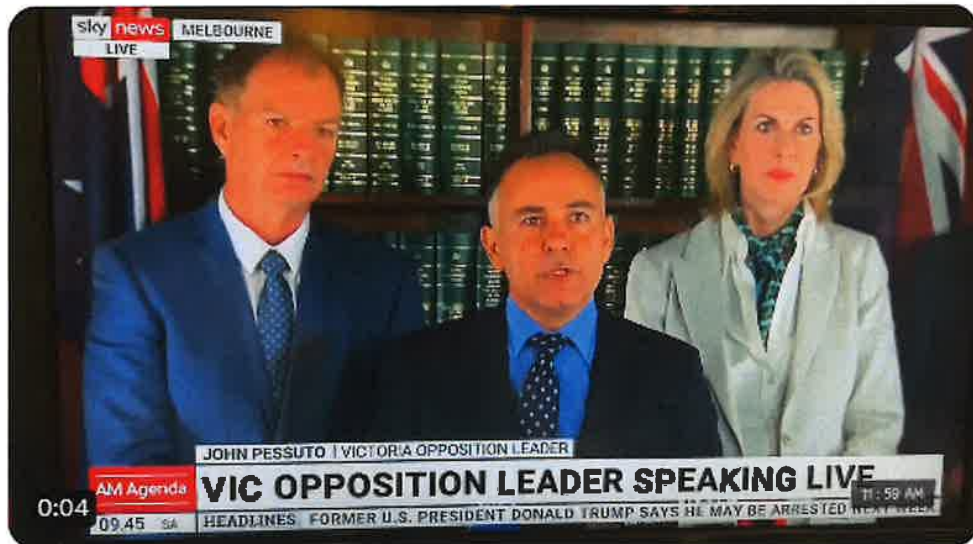 sky news MELBOURNE
LIVE
JOHN PESSUTO | VICTORIA OPPOSITION LEADER
AM Agenda
VIC OPPOSITION LEADER SPEAKING LIVE
0:04
11:59 AM
09.45 SA
HEADLINES FORMER U.S. PRESIDENT DONALD TRUMP SAYS HE MAY BE ARRESTED NEXT WEEK